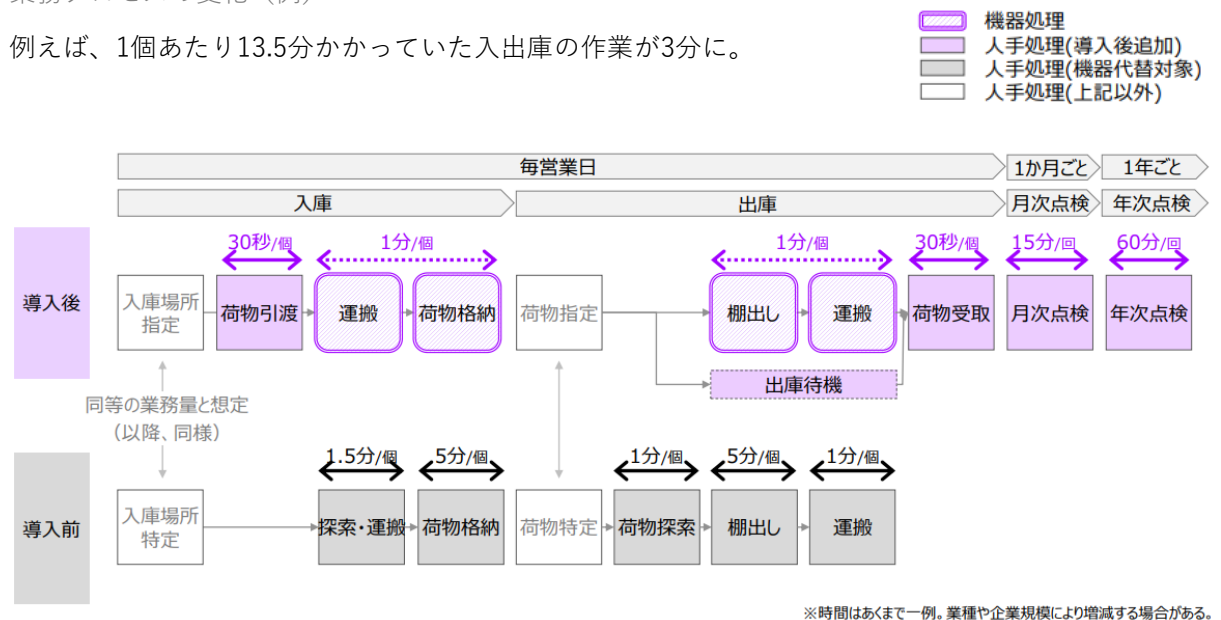 例えば、1個あたり13.5分かかっていた入出庫の作業が3分に。
機器処理
人手処理(導入後追加)
人手処理(機器代替対象)
人手処理(上記以外)
毎営業日
1か月ごと
1年ごと
入庫
出庫
月次点検
年次点検
30秒/個
1分/個
1分/個
30秒/個
15分/回
60分/回
導入後
入庫場所
指定
荷物引渡
運搬
荷物格納
荷物指定
棚出し
運搬
荷物受取
月次点検
年次点検
出庫待機
同等の業務量と想定
(以降、同様)
1.5分/個
5分/個
1分/個
5分/個
1分/個
導入前
入庫場所
特定
探索・運搬
荷物格納
荷物特定
荷物探索
棚出し
運搬
※時間はあくまで一例。業種や企業規模により増減する場合がある。